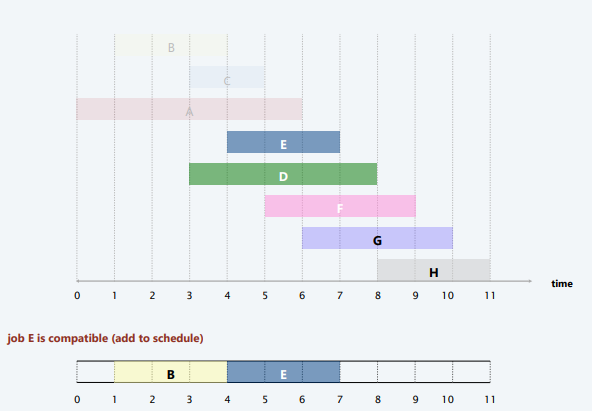 B
C
A
E
D
F
G
H
time
0 1 2 3 4 5 6 7 8 9 10 11
job E is compatible (add to schedule)
B E
0 1 2 3 4 5 6 7 8 9 10 11